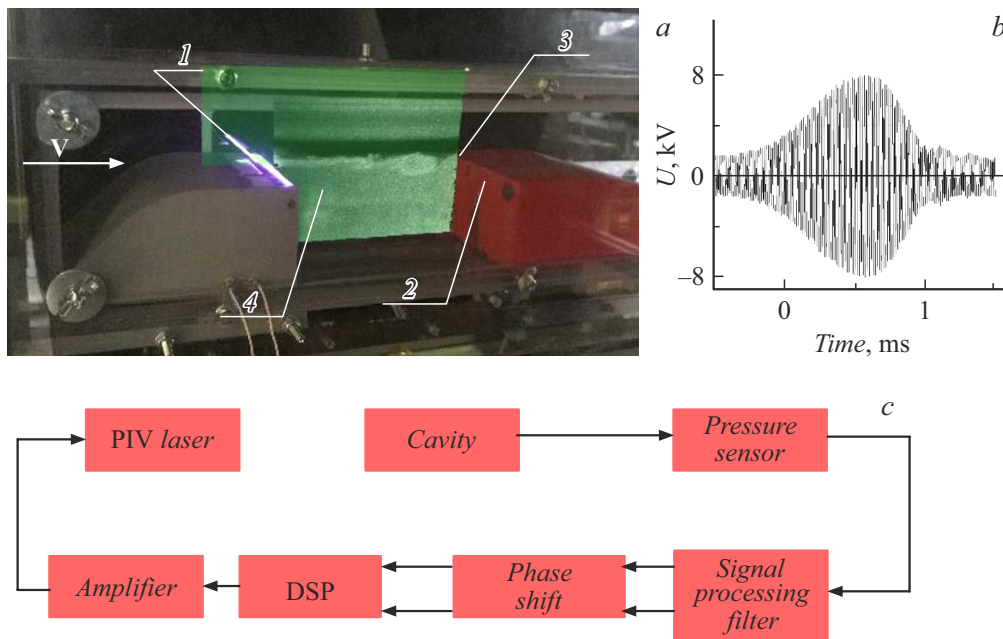 1
3
V
4
2
a
b
8
U, kV
0
–8
0
1
Time, ms
c
PIV laser
Cavity
Pressure
sensor
Amplifier
DSP
Phase
shift
Signal
processing
filter